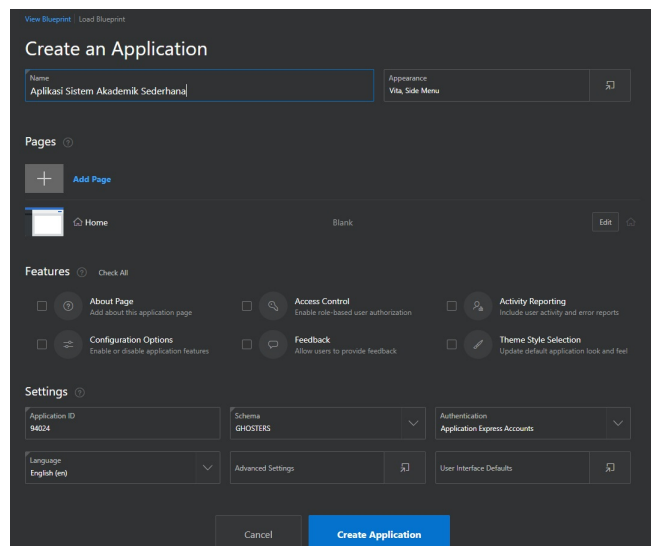 View Blueprint Load Blueprint
Create an Application
Name
Aplikasi Sistem Akademik Sederhana
Appearance
Vita, Side Menu
Pages
Add Page
Home
Blank
Edit
Features
Check All
About Page
Add about this application page
Access Control
Enable role-based user authorization
Activity Reporting
Include user activity and error reports
Configuration Options
Enable or disable application features
Feedback
Allow users to provide feedback
Theme Style Selection
Update default application look and feel
Settings
Application ID
94024
Schema
GHOSTERS
Authentication
Application Express Accounts
Language
English (en)
Advanced Settings
User Interface Defaults
Cancel
Create Application